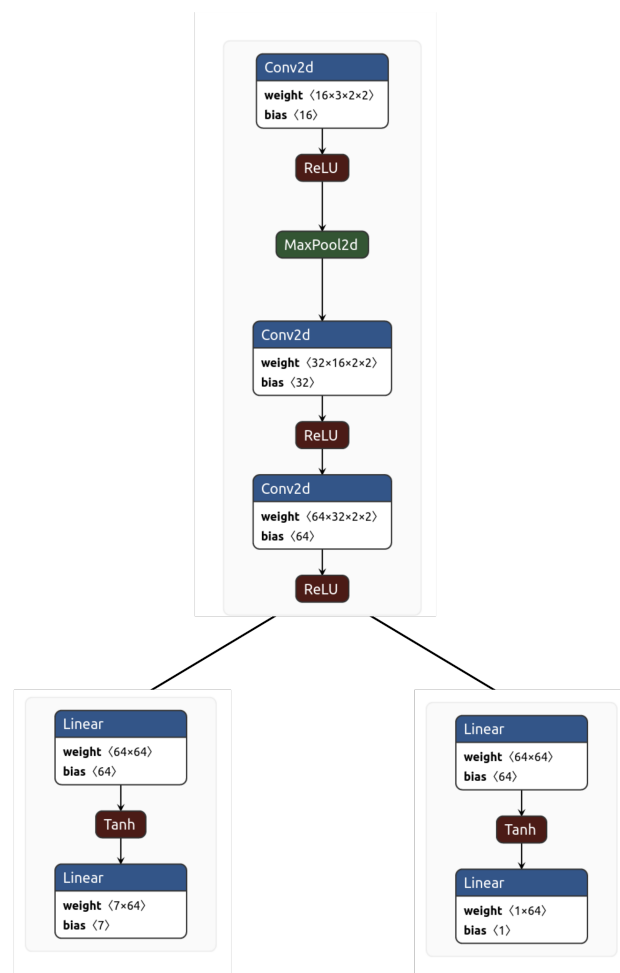 Conv2d
weight 〈16×3×2×2〉
bias 〈16〉
ReLU
MaxPool2d
Conv2d
weight 〈32×16×2×2〉
bias 〈32〉
ReLU
Conv2d
weight 〈64×32×2×2〉
bias 〈64〉
ReLU
Linear
weight 〈64×64〉
bias 〈64〉
Tanh
Linear
weight 〈7×64〉
bias 〈7〉
Linear
weight 〈64×64〉
bias 〈64〉
Tanh
Linear
weight 〈1×64〉
bias 〈1〉